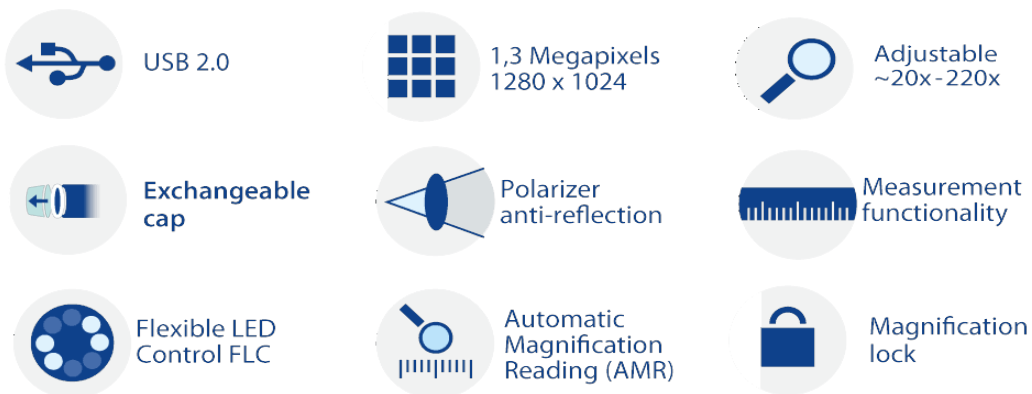 USB 2.0
1,3 Megapixels
1280 x 1024
Adjustable
~20x-220x
Exchangeable
cap
Polarizer
anti-reflection
Measurement
functionality
Flexible LED
Control FLC
Automatic
Magnification
Reading (AMR)
Magnification
lock